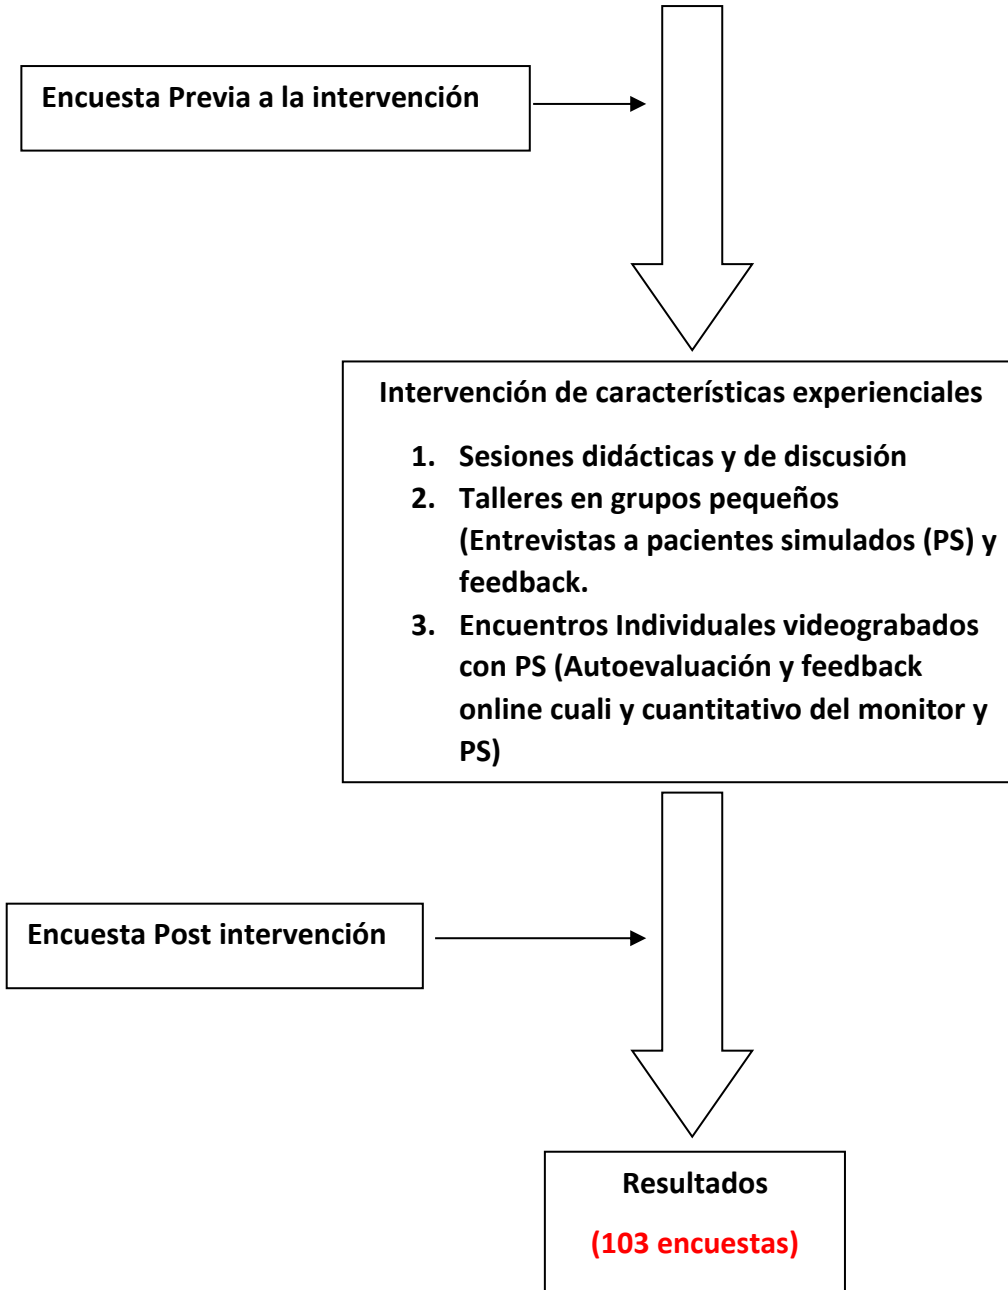 Encuesta Previa a la intervención
Intervención de características experienciales
1. Sesiones didácticas y de discusión
2. Talleres en grupos pequeños
(Entrevistas a pacientes simulados (PS) y
feedback.
3. Encuentros Individuales videograbados
con PS (Autoevaluación y feedback
online cuali y cuantitativo del monitor y
PS)
Encuesta Post intervención
Resultados
(103 encuestas)